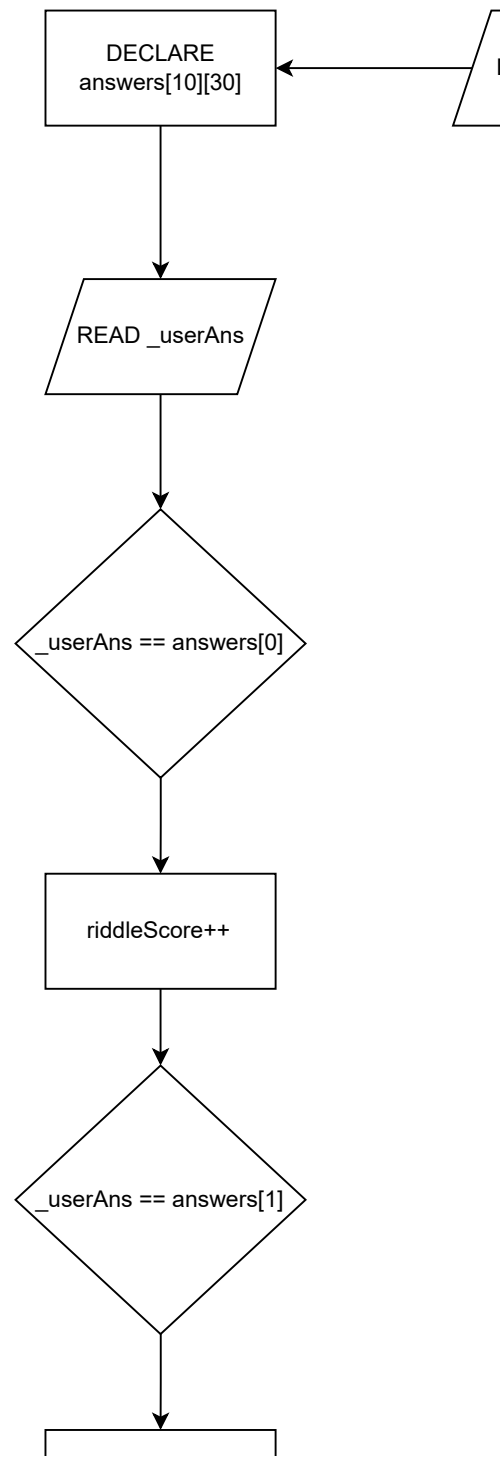 DECLARE
answers[10][30]
READ _userAns
_userAns == answers[0]
riddleScore++
_userAns == answers[1]